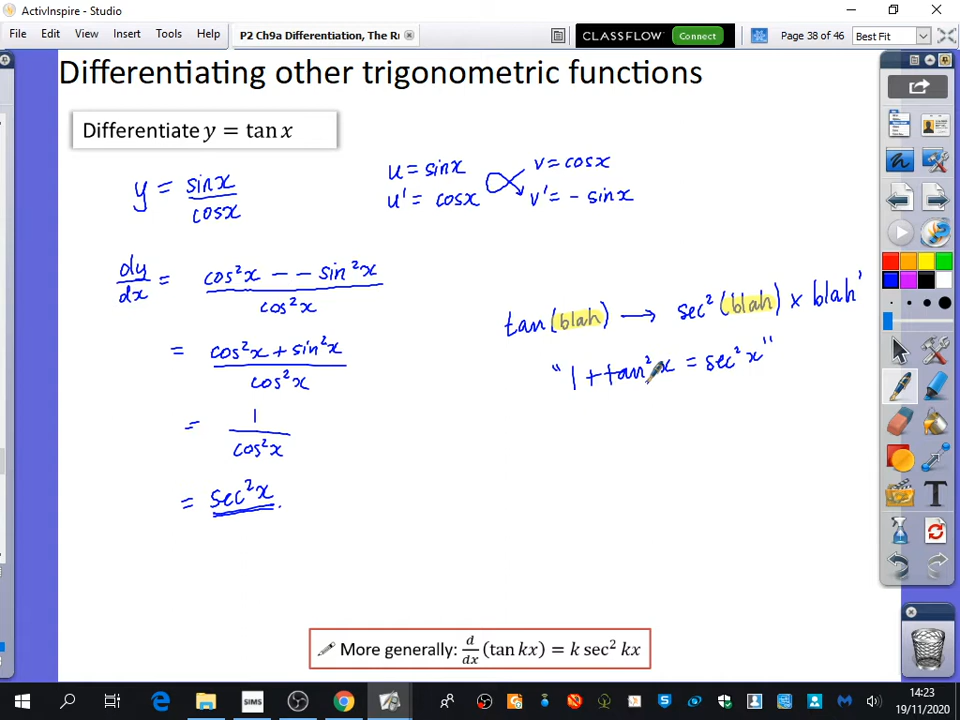 ActivInspire - Studio
File Edit View Insert Tools Help
P2 Ch9a Differentiation, The Ru
CLASSFLOW Connect
Page 38 of 46
Best Fit
Differentiating other trigonometric functions
Differentiate y = tan x
y = sinx / cosx
u = sinx v = cosx
u' = cosx v' = - sinx
dy/dx = cos²x - - sin²x / cos²x
= cos²x + sin²x / cos²x
= 1 / cos²x
= sec²x.
tan(blah) → sec²(blah) × blah'
"1 + tan²x = sec²x"
More generally: d/dx (tan kx) = k sec² kx
SIMS
14:23
19/11/2020